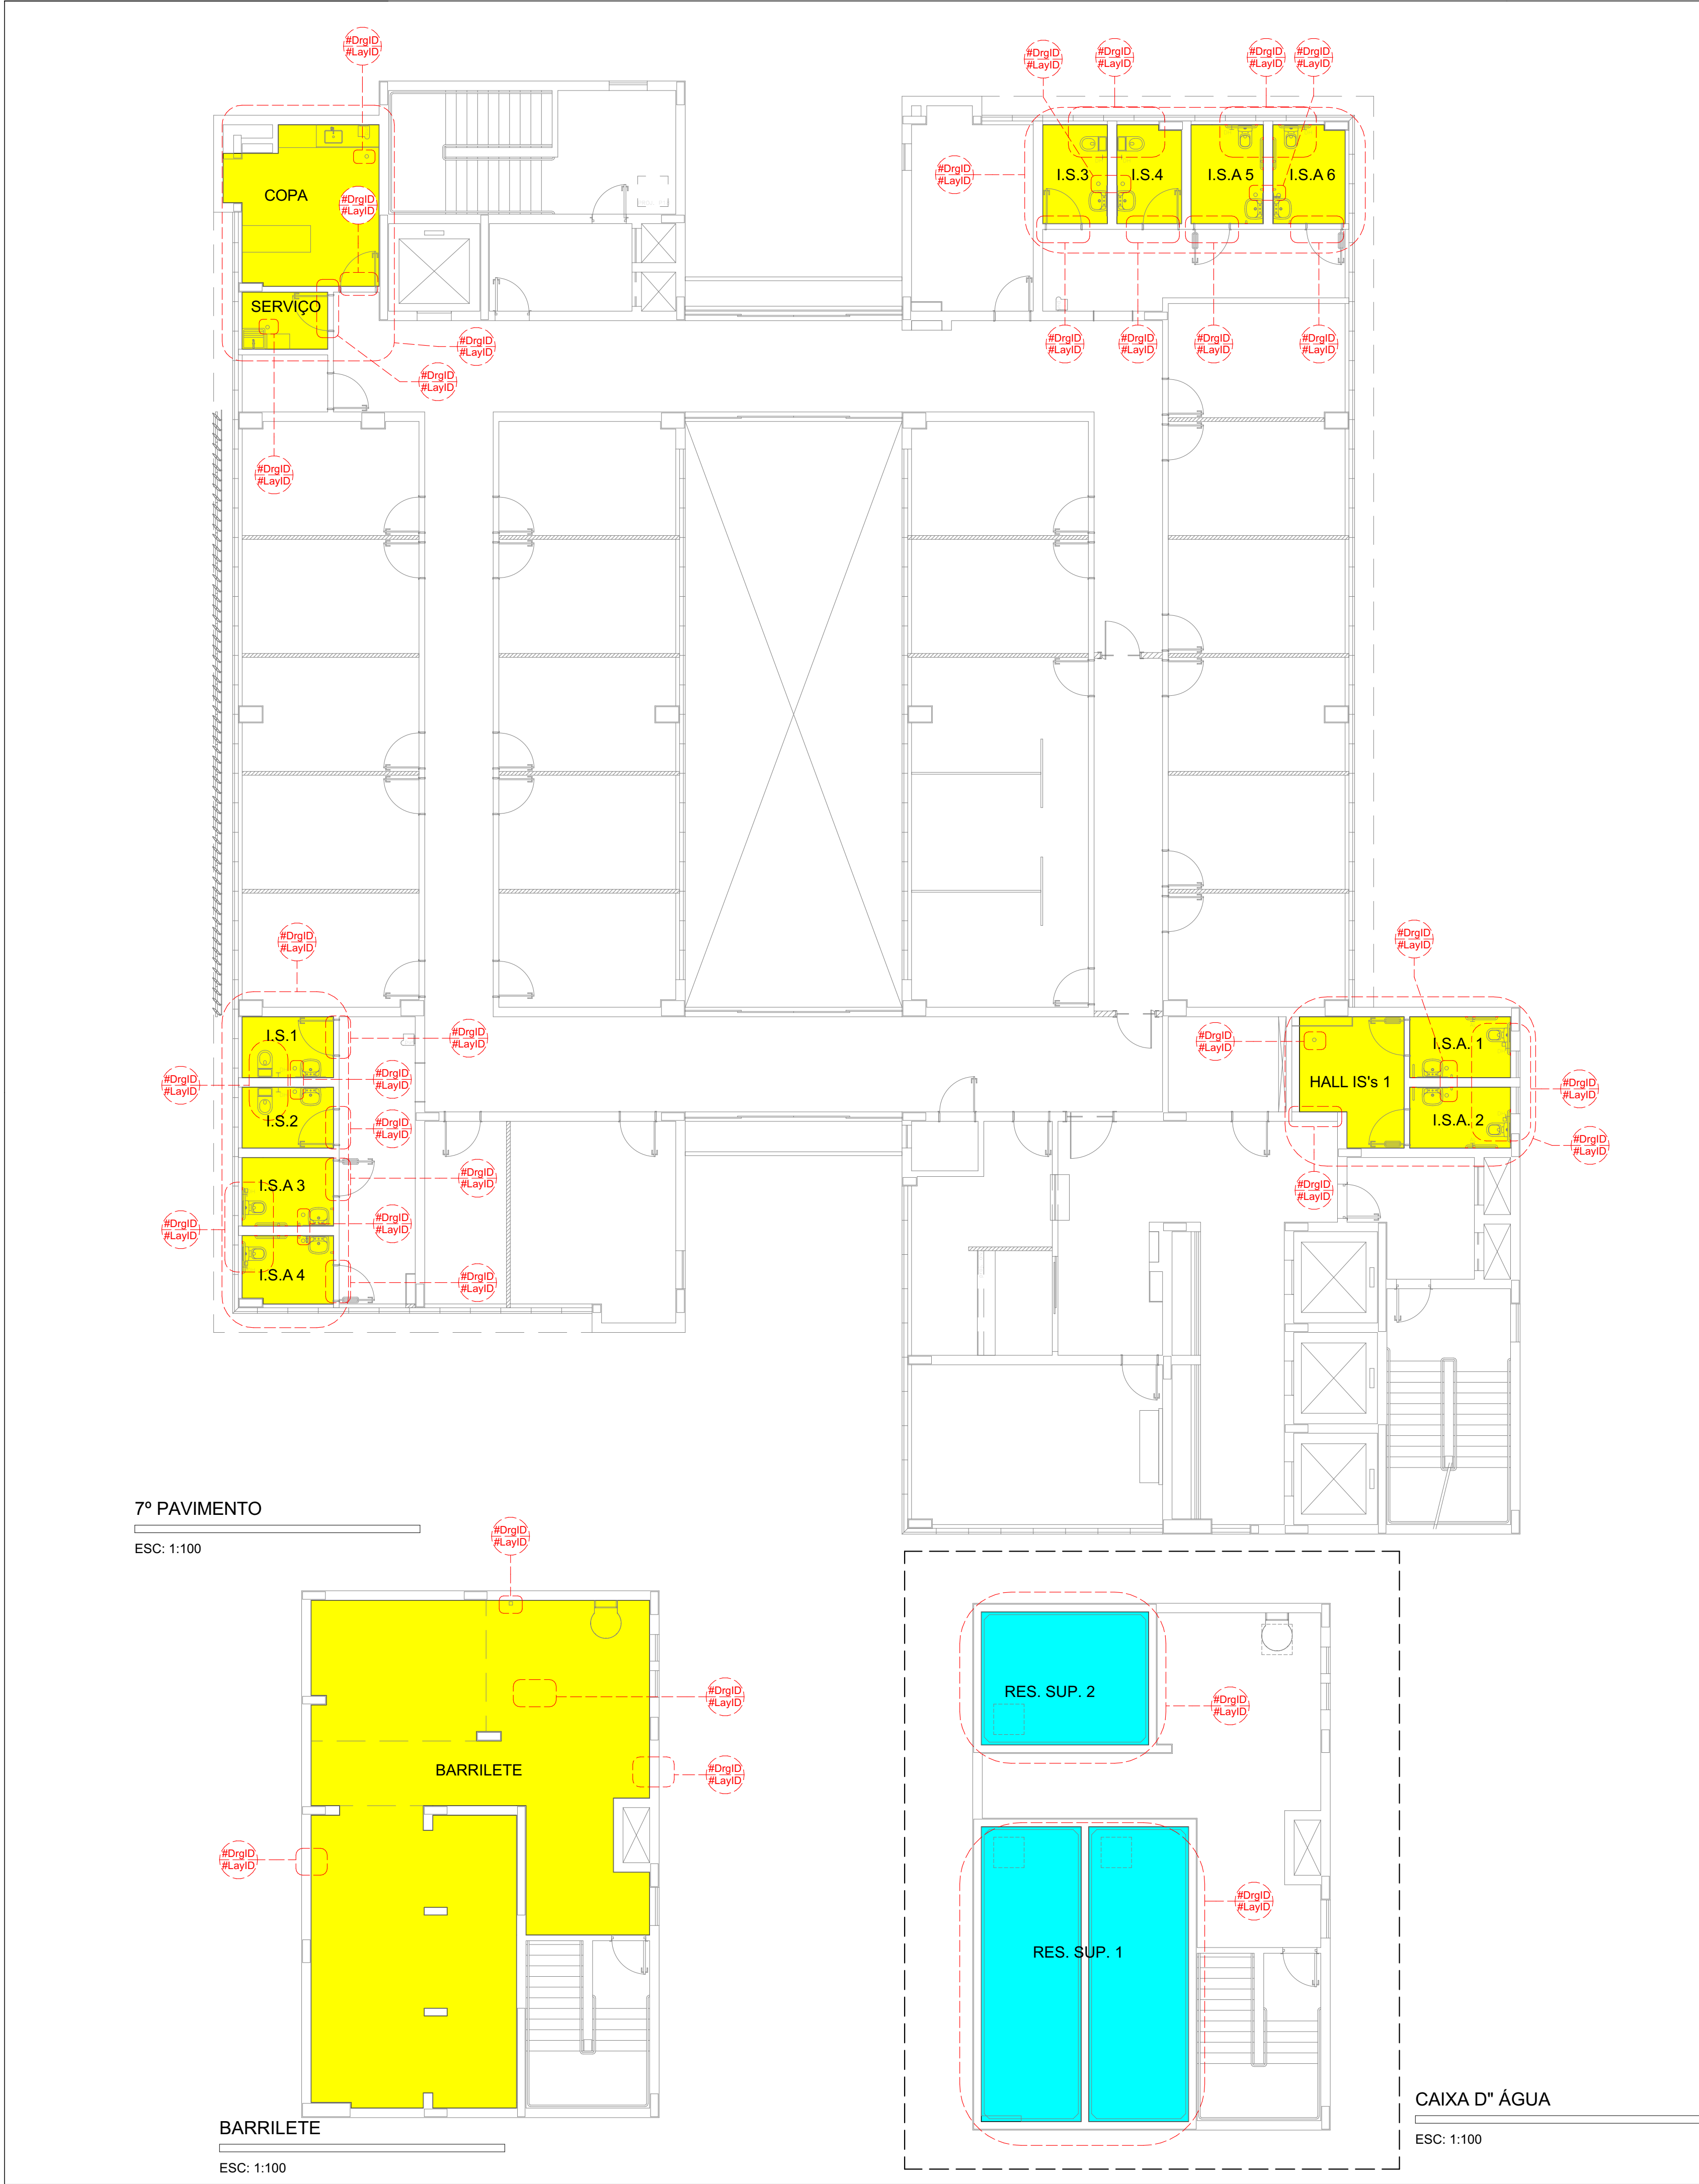 #DrgID
#LayID
#DrgID
#LayID
#DrgID
#LayID
#DrgID
#LayID
#DrgID
#LayID
#DrgID
#LayID
COPA
#DrgID
#LayID
I.S.3
I.S.4
I.S.A 5
I.S.A 6
SERVIÇO
#DrgID
#LayID
#DrgID
#LayID
#DrgID
#LayID
#DrgID
#LayID
#DrgID
#LayID
#DrgID
#LayID
#DrgID
#LayID
#DrgID
#LayID
#DrgID
#LayID
I.S.1
#DrgID
#LayID
#DrgID
#LayID
#DrgID
#LayID
I.S.2
#DrgID
#LayID
I.S.A 3
#DrgID
#LayID
#DrgID
#LayID
#DrgID
#LayID
I.S.A 4
#DrgID
#LayID
#DrgID
#LayID
#DrgID
#LayID
I.S.A. 1
HALL IS's 1
#DrgID
#LayID
I.S.A. 2
#DrgID
#LayID
#DrgID
#LayID
7º PAVIMENTO
ESC: 1:100
#DrgID
#LayID
#DrgID
#LayID
BARRILETE
#DrgID
#LayID
#DrgID
#LayID
BARRILETE
ESC: 1:100
RES. SUP. 2
#DrgID
#LayID
#DrgID
#LayID
RES. SUP. 1
CAIXA D" ÁGUA
ESC: 1:100